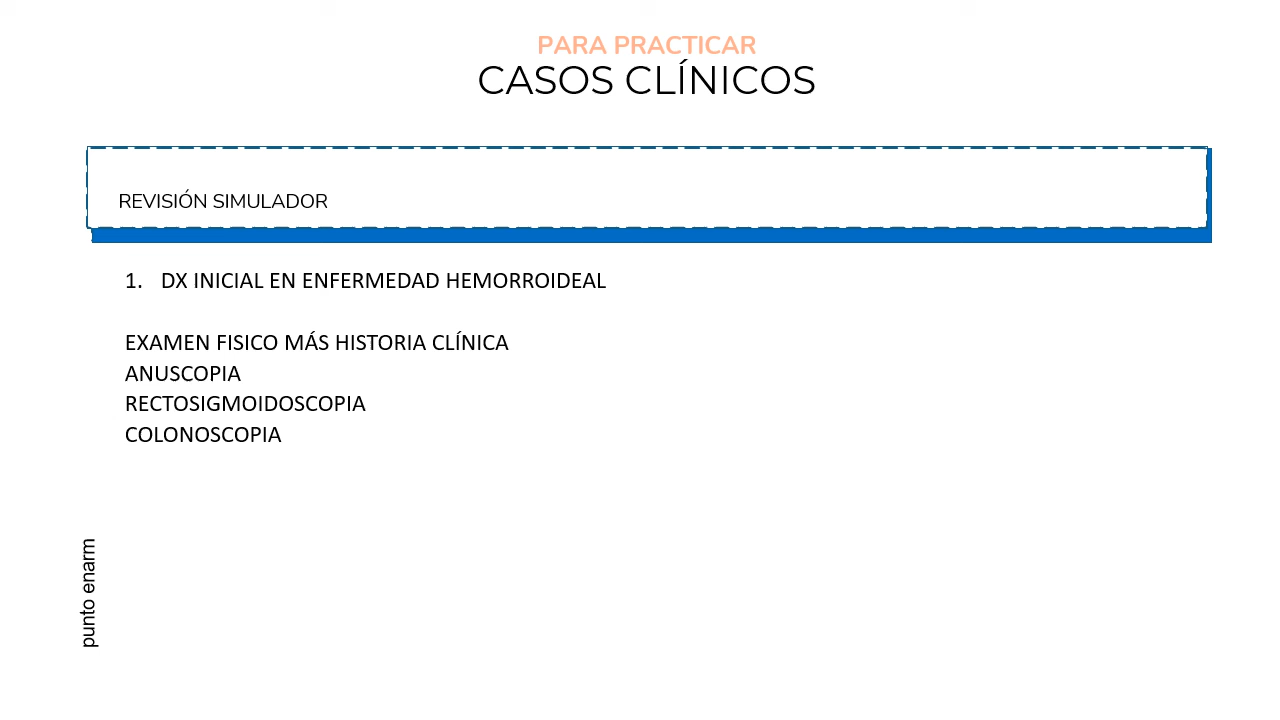 PARA PRACTICAR
CASOS CLÍNICOS
REVISIÓN SIMULADOR
1. DX INICIAL EN ENFERMEDAD HEMORROIDEAL
EXAMEN FISICO MÁS HISTORIA CLÍNICA
ANUSCOPIA
RECTOSIGMOIDOSCOPIA
COLONOSCOPIA
punto enarm